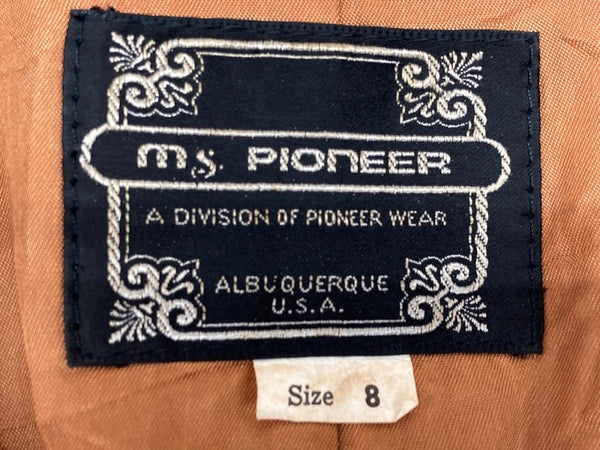 ms. PIONEER
A DIVISION OF PIONEER WEAR
ALBUQUERQUE
U.S.A.
Size 8